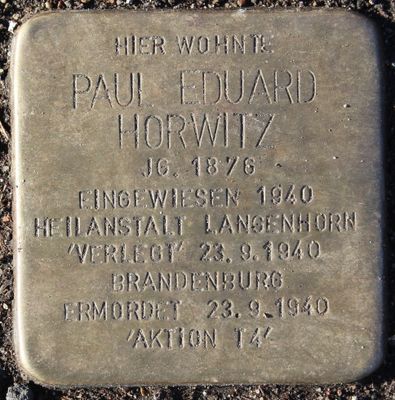 HIER WOHNTE
PAUL EDUARD
HORWITZ
JG. 1876
EINGEWIESEN 1940
HEILANSTALT LANGENHORN
'VERLEGT' 23.9.1940
BRANDENBURG
ERMORDET 23.9.1940
'AKTION T4'